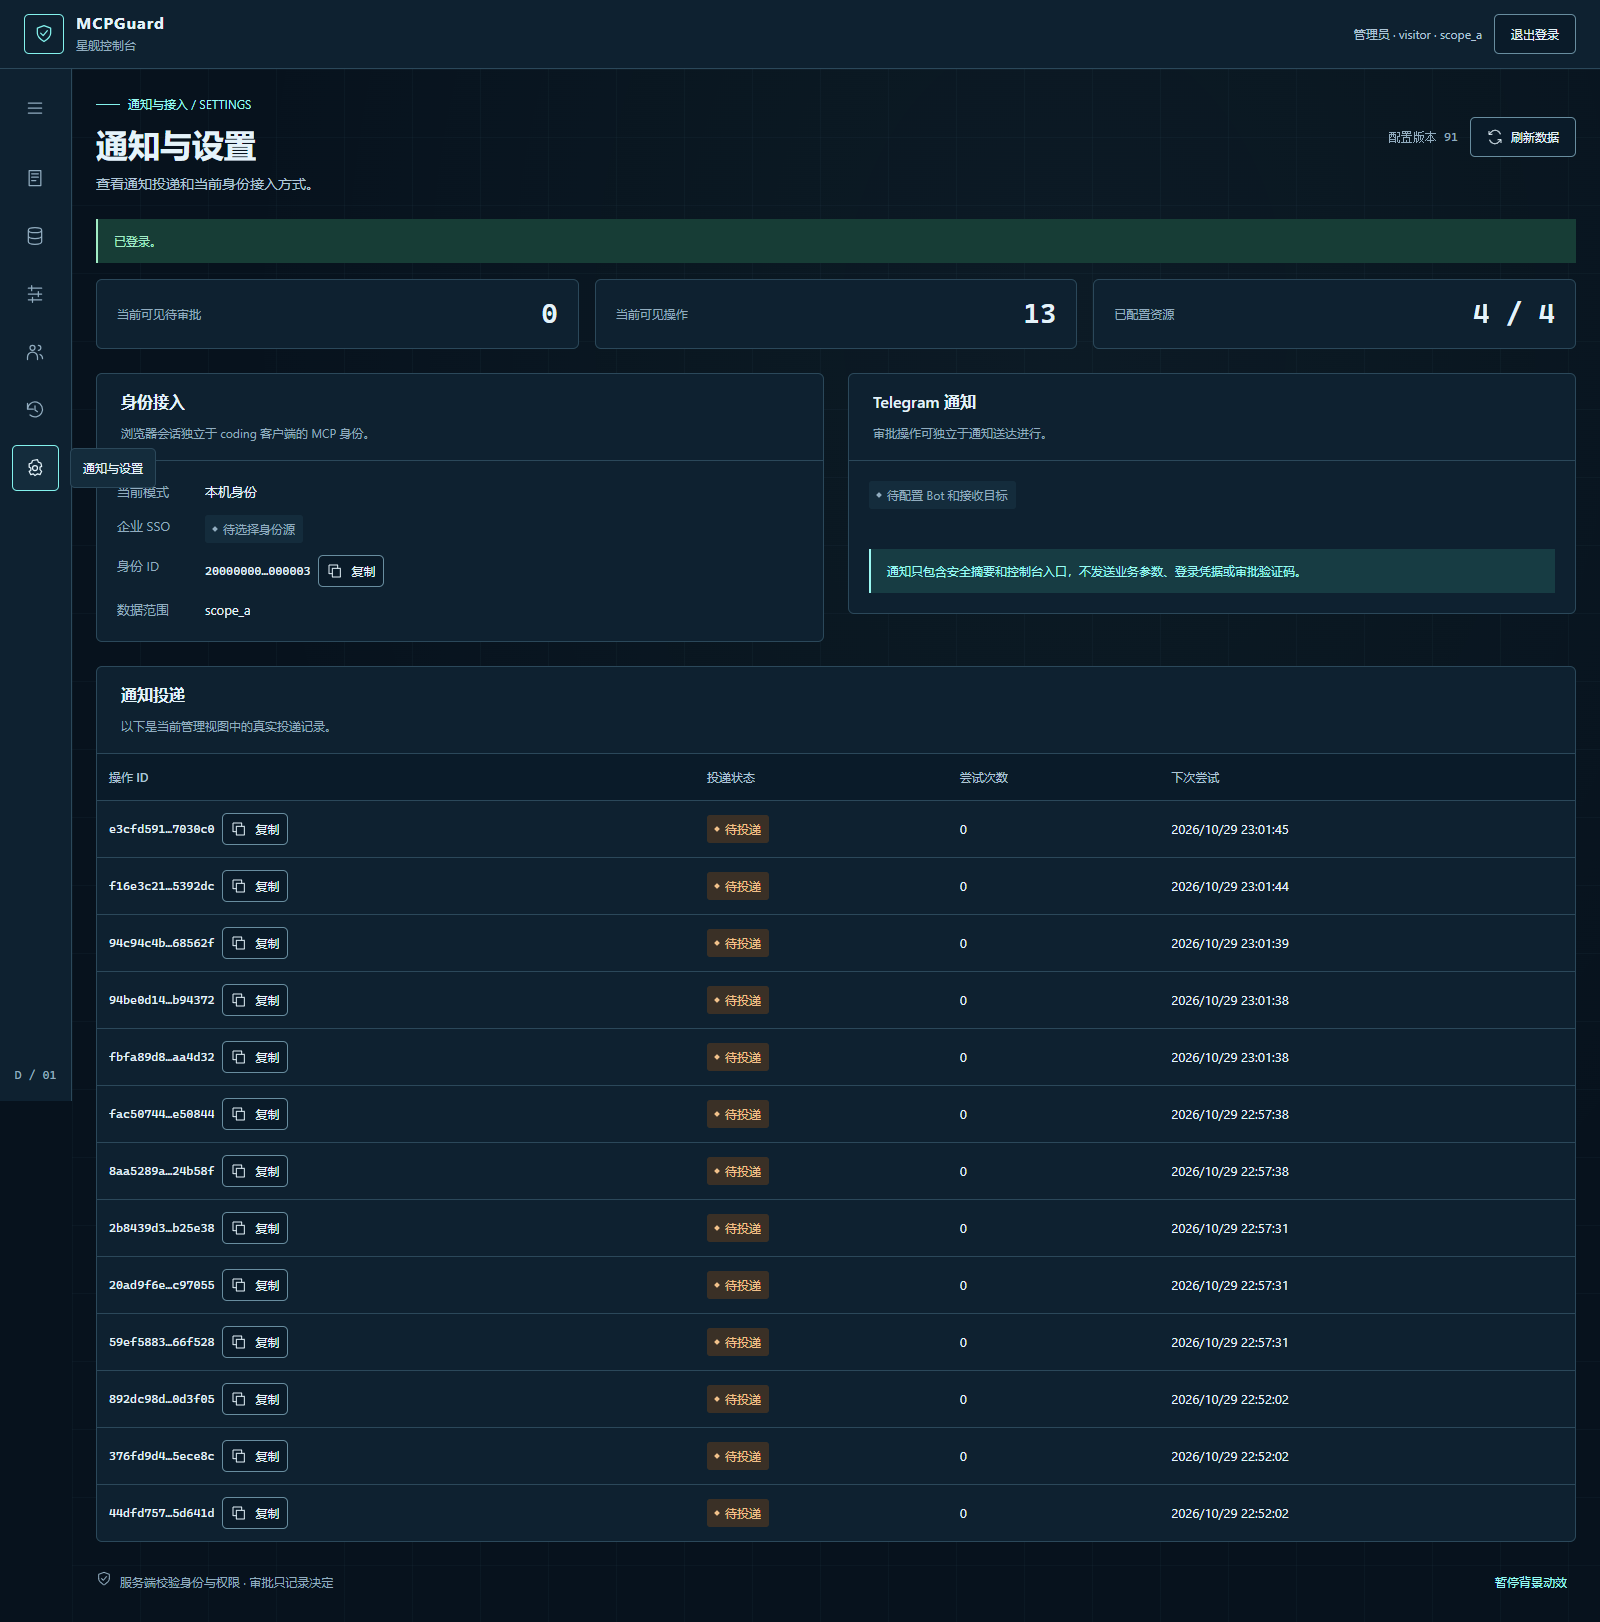 MCPGuard
星舰控制台
管理员 · visitor · scope_a
退出登录
通知与接入 / SETTINGS
通知与设置
查看通知投递和当前身份接入方式。
配置版本 91
刷新数据
已登录。
当前可见待审批 0
当前可见操作 13
已配置资源 4 / 4
身份接入
浏览器会话独立于 coding 客户端的 MCP 身份。
通知与设置
当前模式 本机身份
企业 SSO 待选择身份源
身份 ID 20000000…000003 复制
数据范围 scope_a
Telegram 通知
审批操作可独立于通知送达进行。
待配置 Bot 和接收目标
通知只包含安全摘要和控制台入口，不发送业务参数、登录凭据或审批验证码。
通知投递
以下是当前管理视图中的真实投递记录。
操作 ID 投递状态 尝试次数 下次尝试
e3cfd591…7030c0 复制 待投递 0 2026/10/29 23:01:45
f16e3c21…5392dc 复制 待投递 0 2026/10/29 23:01:44
94c94c4b…68562f 复制 待投递 0 2026/10/29 23:01:39
94be0d14…b94372 复制 待投递 0 2026/10/29 23:01:38
fbfa89d8…aa4d32 复制 待投递 0 2026/10/29 23:01:38
fac50744…e50844 复制 待投递 0 2026/10/29 22:57:38
8aa5289a…24b58f 复制 待投递 0 2026/10/29 22:57:38
2b8439d3…b25e38 复制 待投递 0 2026/10/29 22:57:31
20ad9f6e…c97055 复制 待投递 0 2026/10/29 22:57:31
59ef5883…66f528 复制 待投递 0 2026/10/29 22:57:31
892dc98d…0d3f05 复制 待投递 0 2026/10/29 22:52:02
376fd9d4…5ece8c 复制 待投递 0 2026/10/29 22:52:02
44dfd757…5d641d 复制 待投递 0 2026/10/29 22:52:02
D / 01
服务端校验身份与权限 · 审批只记录决定
暂停背景动效